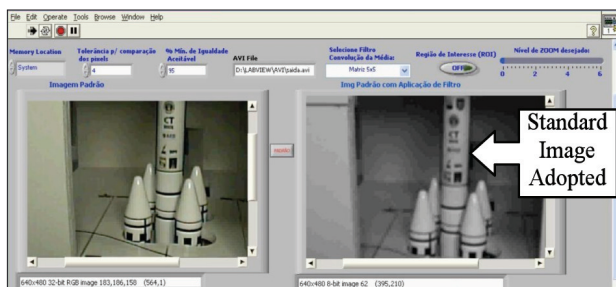 File Edit Operate Tools Browse Window Help
Memory Location
System
Tolerância p/ comparação
dos pixels
4
% Mín. de Igualdade
Aceitável
95
AVI File
D:\LABVIEW\AVI\saida.avi
Selecione Filtro
Convolução da Média:
Matriz 5x5
Região de Interesse (ROI)
OFF
Nível de ZOOM desejado:
0 2 4 6
Imagem Padrão
Img Padrão com Aplicação de Filtro
CT
CT
Standard
Image
Adopted
640x480 32-bit RGB image 183,186,158 (564,1)
640x480 8-bit image 62 (395,210)